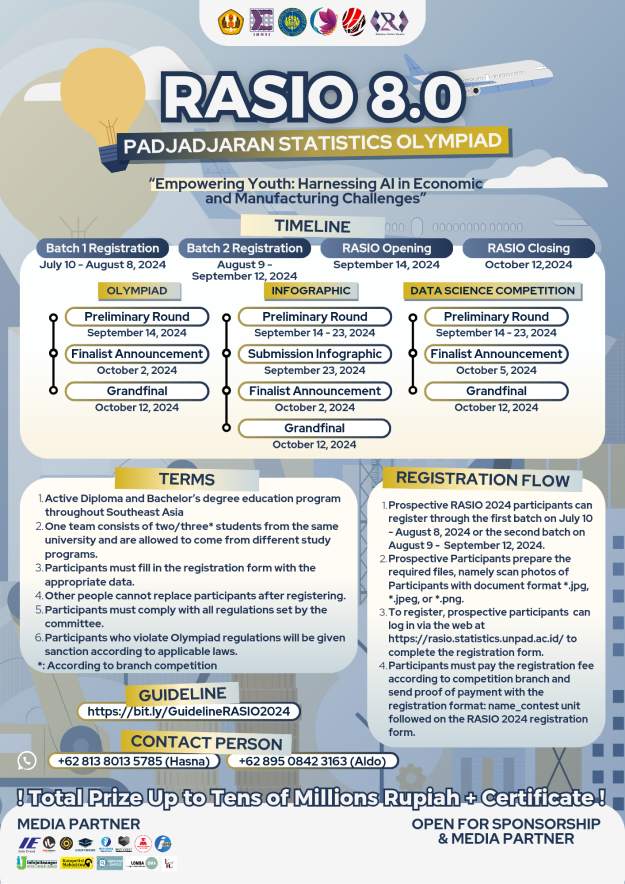 RASIO 8.0
PADJADJARAN STATISTICS OLYMPIAD
“Empowering Youth: Harnessing AI in Economic
and Manufacturing Challenges”
TIMELINE
Batch 1 Registration
July 10 - August 8, 2024
Batch 2 Registration
August 9 -
September 12, 2024
RASIO Opening
September 14, 2024
RASIO Closing
October 12,2024
OLYMPIAD
Preliminary Round
September 14, 2024
Finalist Announcement
October 2, 2024
Grandfinal
October 12, 2024
INFOGRAPHIC
Preliminary Round
September 14 - 23, 2024
Submission Infographic
September 23, 2024
Finalist Announcement
October 2, 2024
Grandfinal
October 12, 2024
DATA SCIENCE COMPETITION
Preliminary Round
September 14 - 23, 2024
Finalist Announcement
October 5, 2024
Grandfinal
October 12, 2024
TERMS
1. Active Diploma and Bachelor's degree education program
throughout Southeast Asia
2. One team consists of two/three* students from the same
university and are allowed to come from different study
programs.
3. Participants must fill in the registration form with the
appropriate data.
4. Other people cannot replace participants after registering.
5. Participants must comply with all regulations set by the
committee.
6. Participants who violate Olympiad regulations will be given
sanction according to applicable laws.
*: According to branch competition
REGISTRATION FLOW
1. Prospective RASIO 2024 participants can
register through the first batch on July 10
- August 8, 2024 or the second batch on
August 9 - September 12, 2024.
2. Prospective Participants prepare the
required files, namely scan photos of
Participants with document format *.jpg,
*.jpeg, or *.png.
3. To register, prospective participants can
log in via the web at
https://rasio.statistics.unpad.ac.id/ to
complete the registration form.
4. Participants must pay the registration fee
according to competition branch and
send proof of payment with the
registration format: name_contest unit
followed on the RASIO 2024 registration
form.
GUIDELINE
https://bit.ly/GuidelineRASIO2024
CONTACT PERSON
+62 813 8013 5785 (Hasna)
+62 895 0842 3163 (Aldo)
! Total Prize Up to Tens of Millions Rupiah + Certificate !
MEDIA PARTNER
OPEN FOR SPONSORSHIP
& MEDIA PARTNER